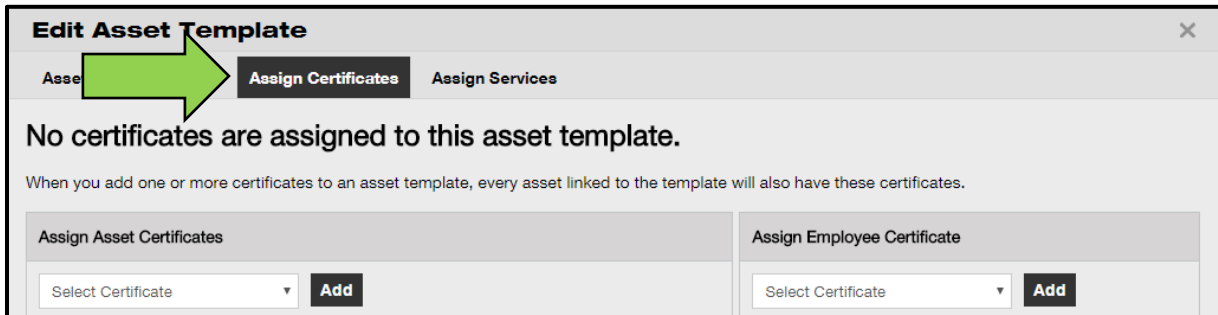 Edit Asset Template
Assign Certificates Assign Services
No certificates are assigned to this asset template.
When you add one or more certificates to an asset template, every asset linked to the template will also have these certificates.
Assign Asset Certificates
Assign Employee Certificate
Select Certificate Add
Select Certificate Add